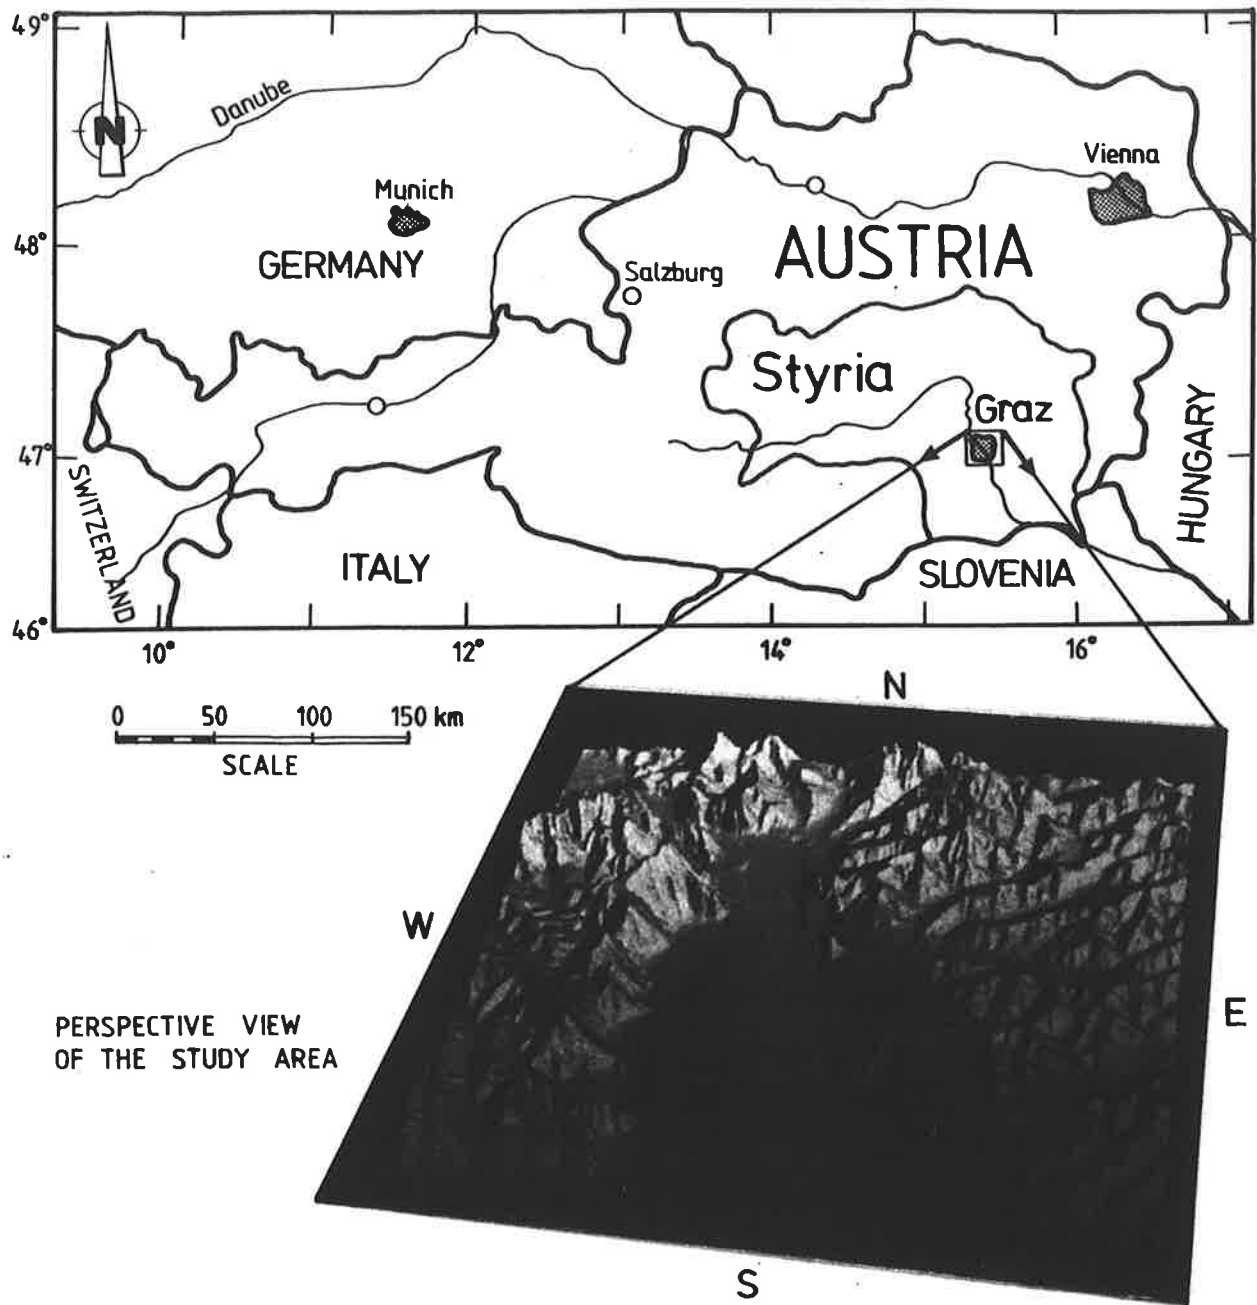 49°
N
Danube
Munich
Vienna
48°
GERMANY
AUSTRIA
Salzburg
Styria
Graz
47°
SWITZERLAND
HUNGARY
ITALY
SLOVENIA
46°
10°
12°
14°
16°
0 50 100 150 km
SCALE
N
W
E
PERSPECTIVE VIEW
OF THE STUDY AREA
S